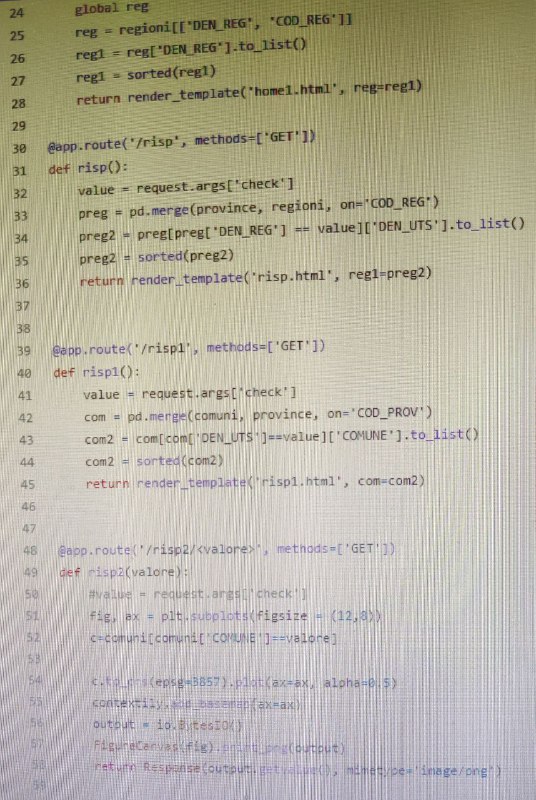 24 global reg
25 reg = regioni[['DEN_REG', 'COD_REG']]
26 reg1 = reg['DEN_REG'].to_list()
27 reg1 = sorted(reg1)
28 return render_template('home1.html', reg=reg1)
29
30 @app.route('/risp', methods=['GET'])
31 def risp():
32 value = request.args['check']
33 preg = pd.merge(province, regioni, on='COD_REG')
34 preg2 = preg[preg['DEN_REG'] == value]['DEN_UTS'].to_list()
35 preg2 = sorted(preg2)
36 return render_template('risp.html', reg1=preg2)
37
38
39 @app.route('/risp1', methods=['GET'])
40 def risp1():
41 value = request.args['check']
42 com = pd.merge(comuni, province, on='COD_PROV')
43 com2 = com[com['DEN_UTS']==value]['COMUNE'].to_list()
44 com2 = sorted(com2)
45 return render_template('risp1.html', com=com2)
46
47
48 @app.route('/risp2/<valore>', methods=['GET'])
49 def risp2(valore):
50 #value = request.args['check']
51 fig, ax = plt.subplots(figsize = (12,8))
52 c=comuni[comuni['COMUNE']==valore]
53
54 c.to_crs(epsg=3857).plot(ax=ax, alpha=0.5)
55 contextily.add_basemap(ax=ax)
56 output = io.BytesIO()
57 FigureCanvas(fig).print_png(output)
58 return Response(output.getvalue(), mimetype='image/png')
59